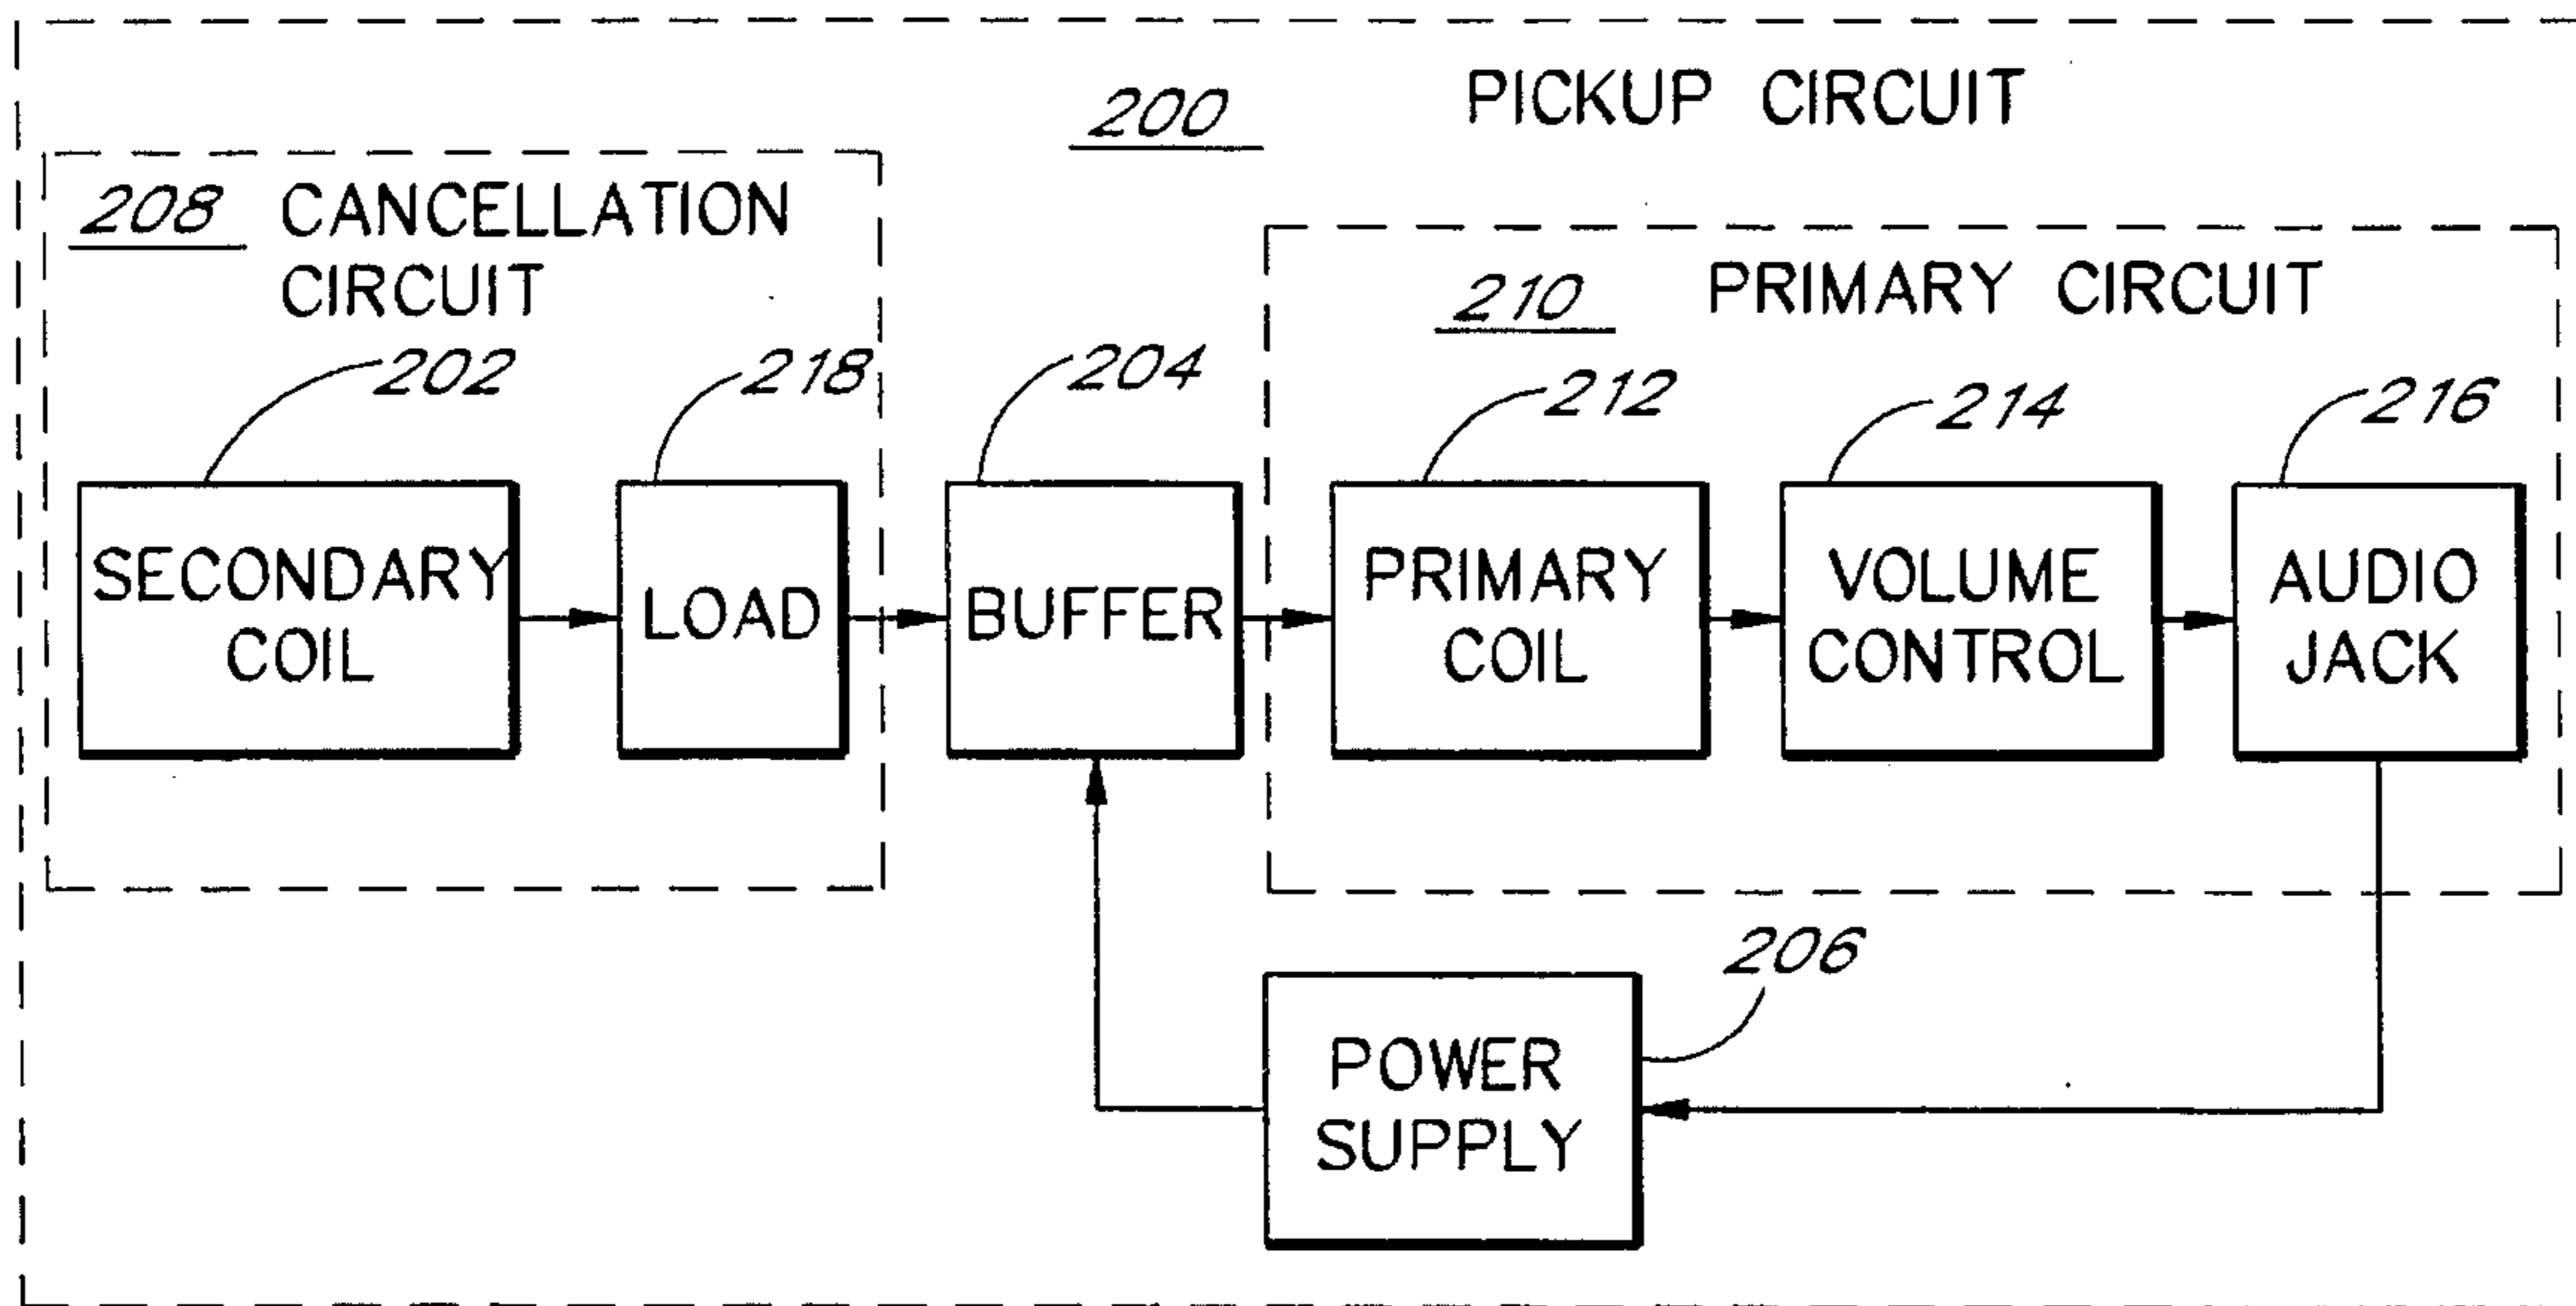 200 PICKUP CIRCUIT
208 CANCELLATION
CIRCUIT
210 PRIMARY CIRCUIT
202
218
204
212
214
216
SECONDARY
COIL
LOAD
BUFFER
PRIMARY
COIL
VOLUME
CONTROL
AUDIO
JACK
206
POWER
SUPPLY